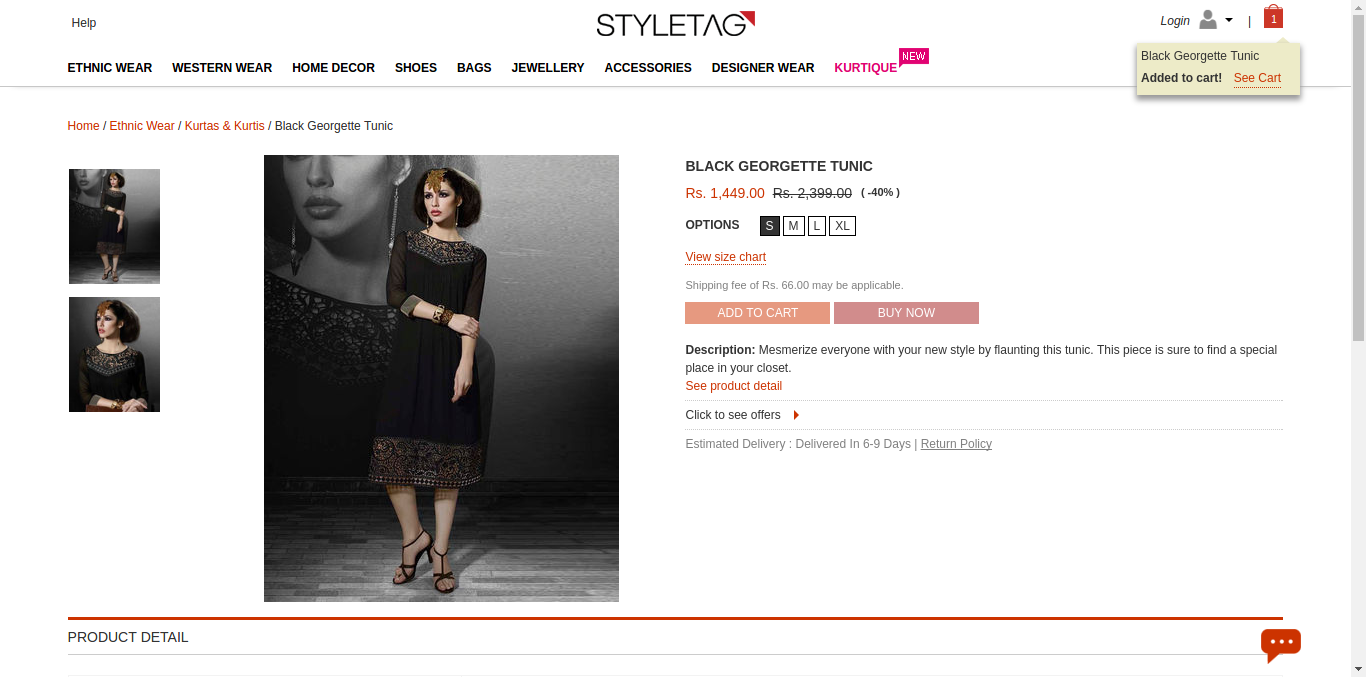 Help
STYLETAG
Login
|
1
ETHNIC WEAR
WESTERN WEAR
HOME DECOR
SHOES
BAGS
JEWELLERY
ACCESSORIES
DESIGNER WEAR
KURTIQUE
NEW
Black Georgette Tunic
Added to cart! See Cart
Home / Ethnic Wear / Kurtas & Kurtis / Black Georgette Tunic
BLACK GEORGETTE TUNIC
Rs. 1,449.00 Rs. 2,399.00 ( -40% )
OPTIONS S M L XL
View size chart
Shipping fee of Rs. 66.00 may be applicable.
ADD TO CART
BUY NOW
Description: Mesmerize everyone with your new style by flaunting this tunic. This piece is sure to find a special
place in your closet.
See product detail
Click to see offers
Estimated Delivery : Delivered In 6-9 Days | Return Policy
PRODUCT DETAIL